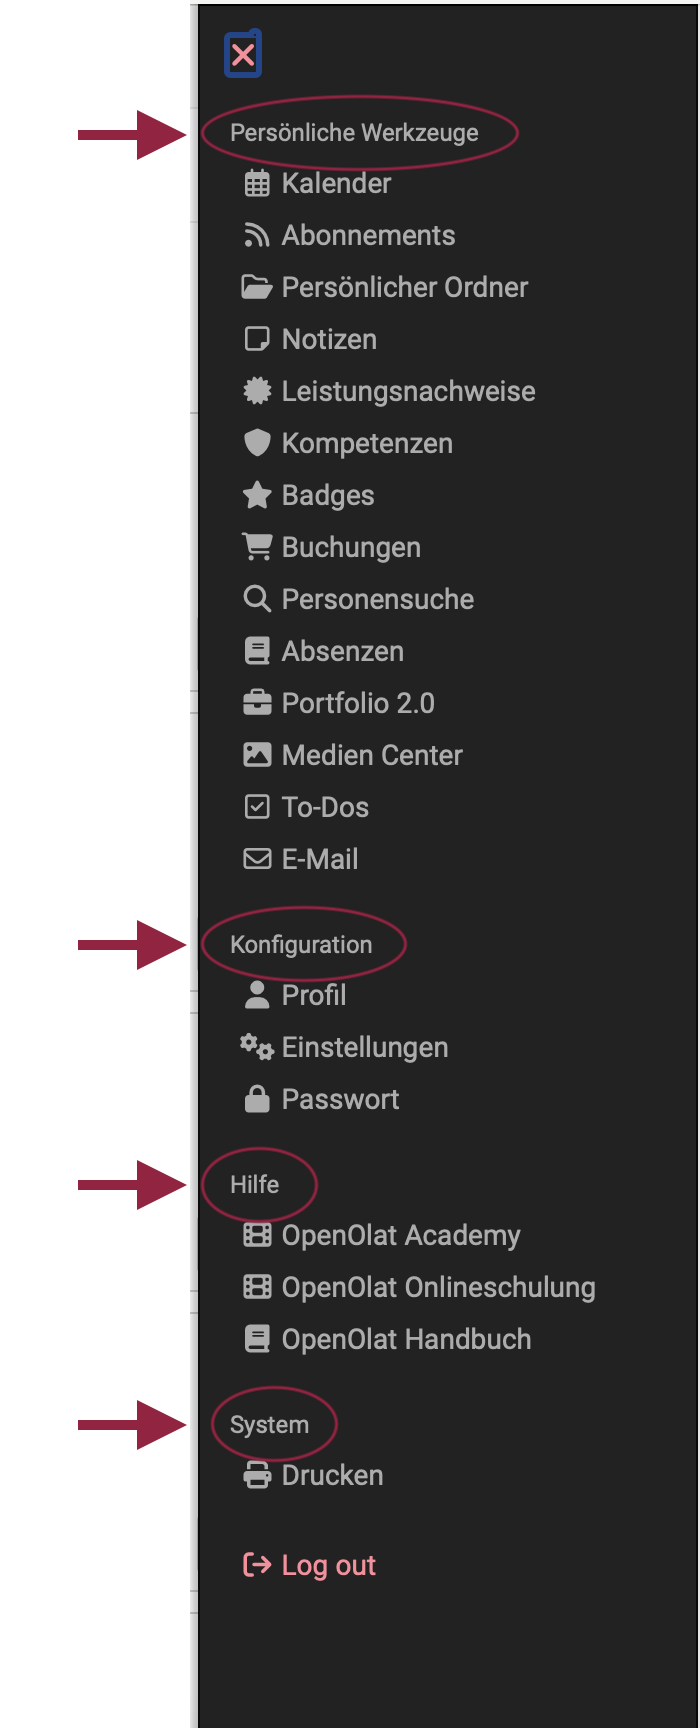 Persönliche Werkzeuge
Kalender
Abonnements
Persönlicher Ordner
Notizen
Leistungsnachweise
Kompetenzen
Badges
Buchungen
Personensuche
Absenzen
Portfolio 2.0
Medien Center
To-Dos
E-Mail
Konfiguration
Profil
Einstellungen
Passwort
Hilfe
OpenOlat Academy
OpenOlat Onlineschulung
OpenOlat Handbuch
System
Drucken
Log out